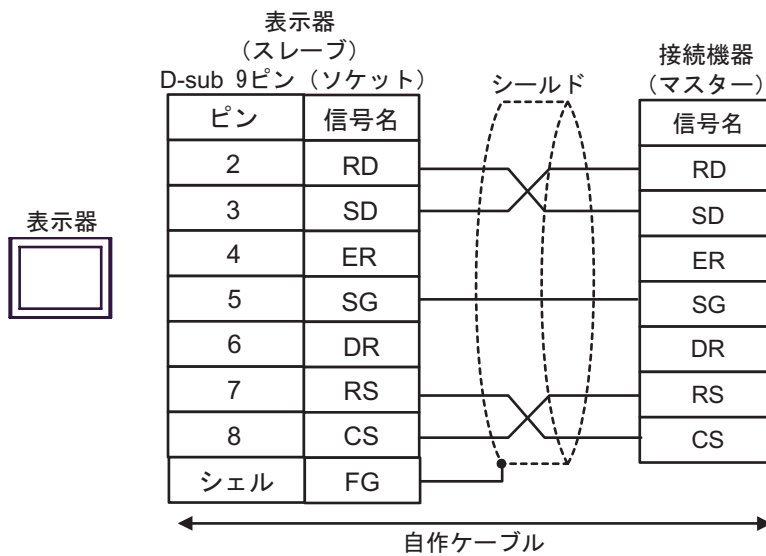 表示器
（スレーブ）
D-sub 9ピン（ソケット）
シールド
接続機器
（マスター）
ピン 信号名 信号名
2 RD RD
3 SD SD
表示器
4 ER ER
5 SG SG
6 DR DR
7 RS RS
8 CS CS
シェル FG
自作ケーブル